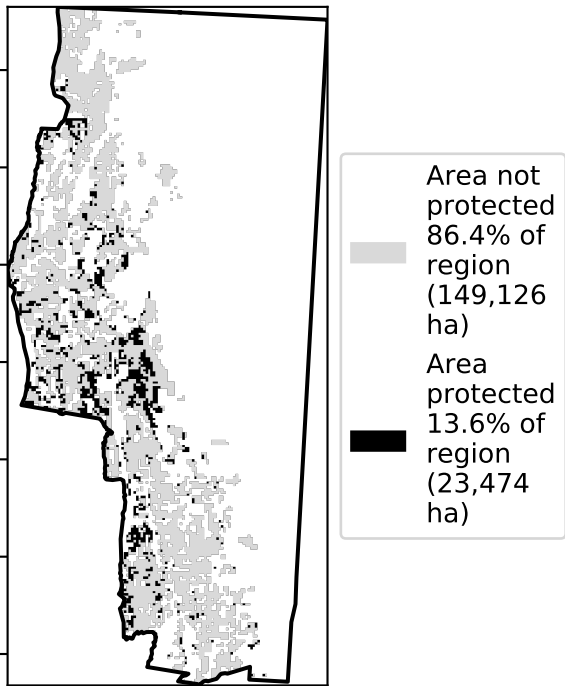 Area not
protected
86.4% of
region
(149,126
ha)
Area
protected
13.6% of
region
(23,474
ha)